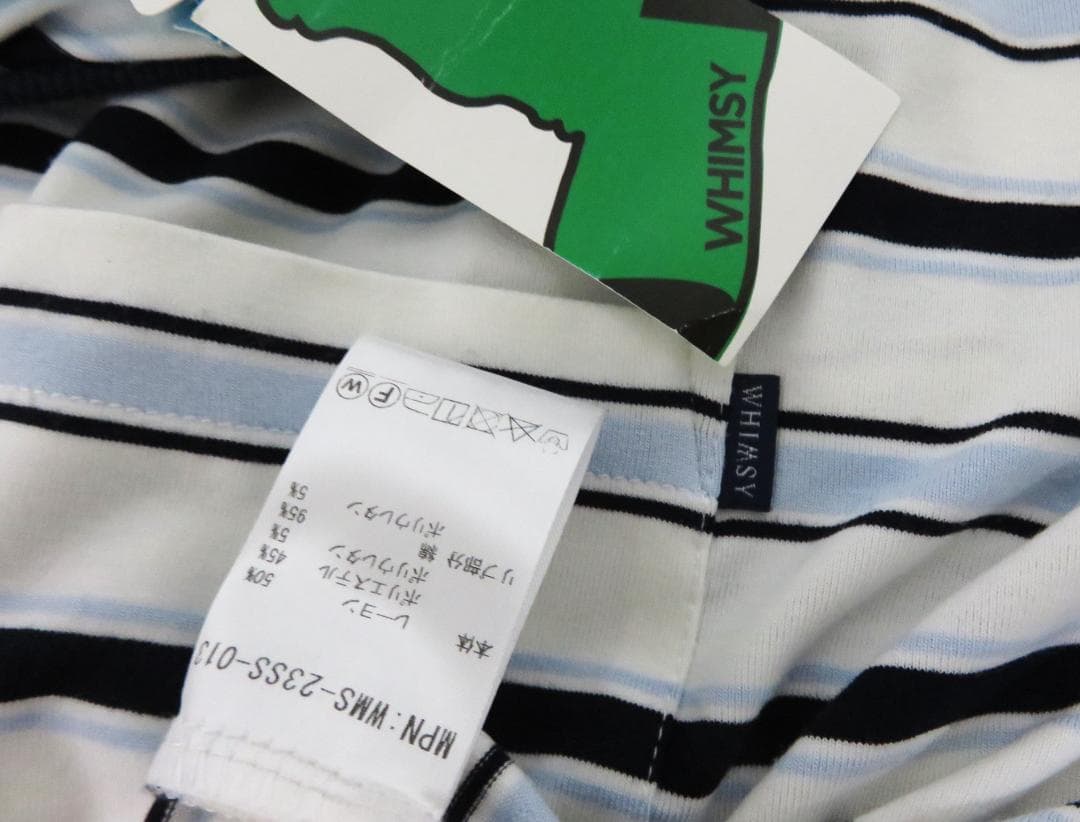 WHIMSY
WHIMSY
MPN:WMS-23SS-013
本体 レーヨン 50%
ポリエステル 45%
ポリウレタン 5%
リブ部分 綿 95%
ポリウレタン 5%
F W